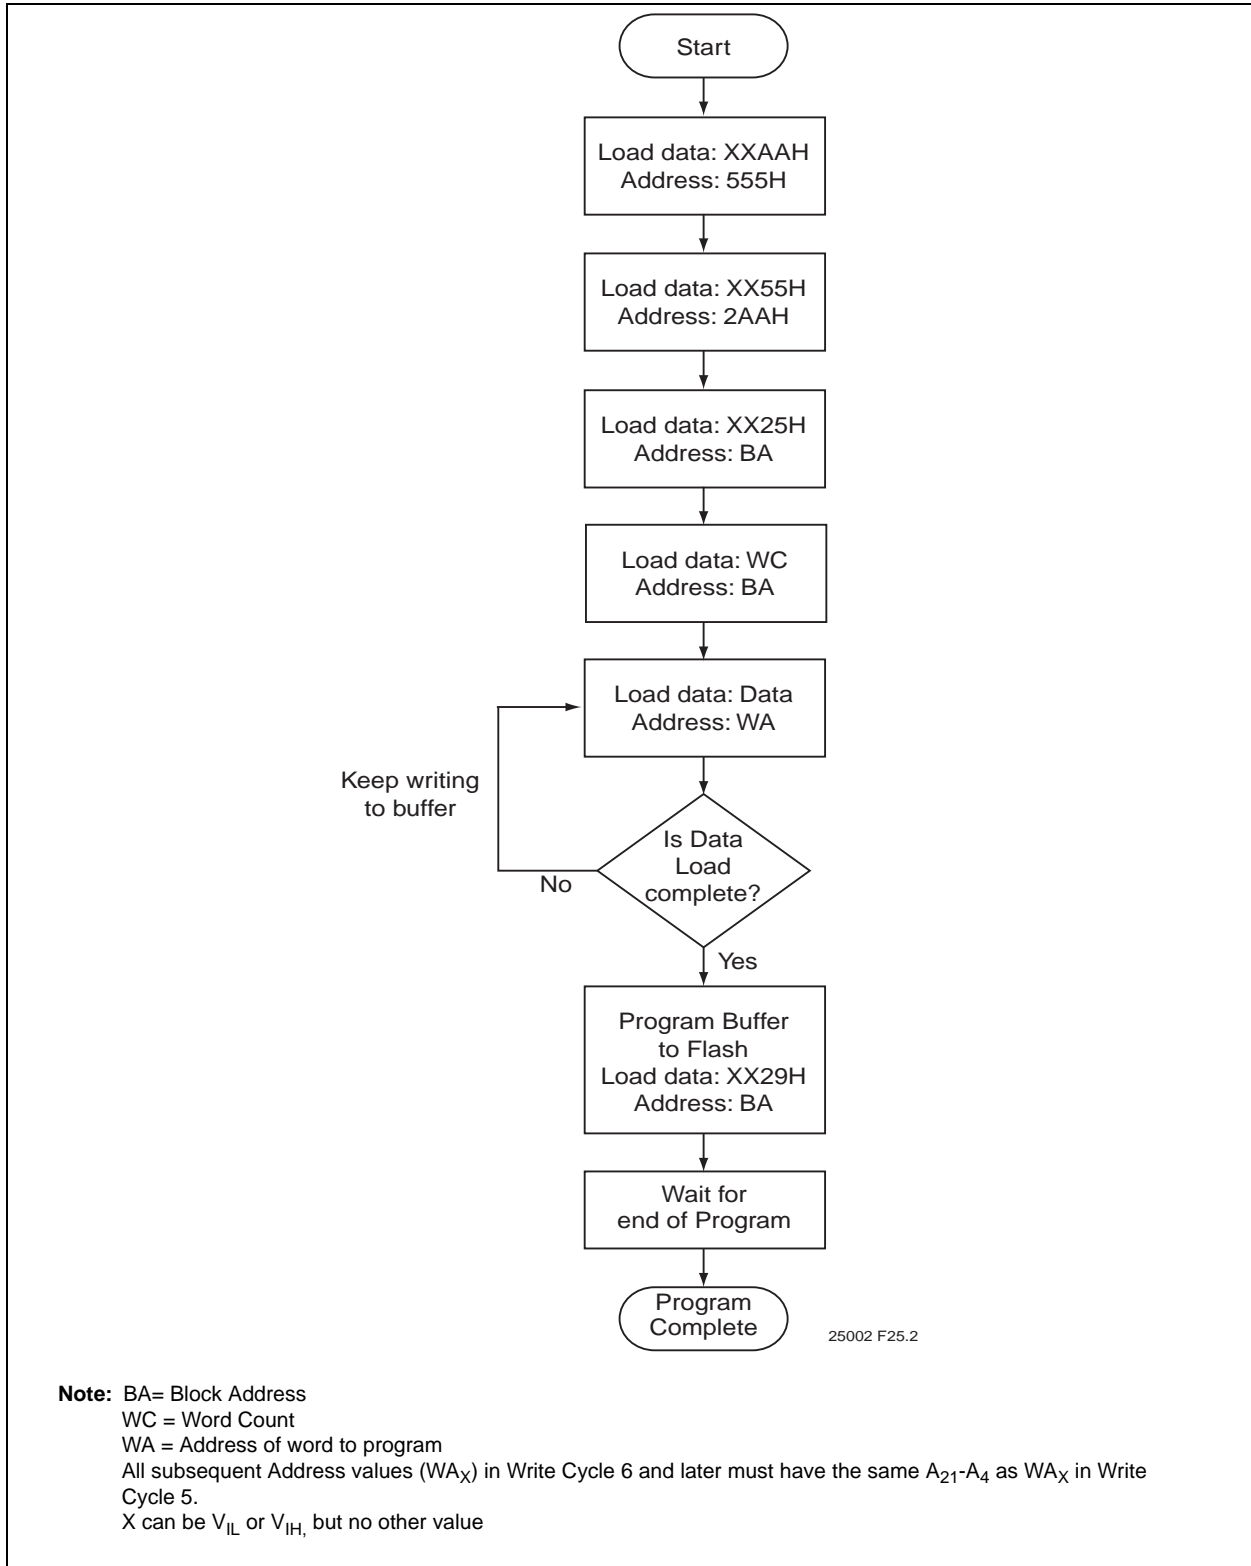 Start
Load data: XXAAH
Address: 555H
Load data: XX55H
Address: 2AAH
Load data: XX25H
Address: BA
Load data: WC
Address: BA
Load data: Data
Address: WA
Keep writing
to buffer
Is Data
Load
complete?
No
Yes
Program Buffer
to Flash
Load data: XX29H
Address: BA
Wait for
end of Program
Program
Complete
25002 F25.2
Note: BA= Block Address
WC = Word Count
WA = Address of word to program
All subsequent Address values (WAX) in Write Cycle 6 and later must have the same A21-A4 as WAX in Write
Cycle 5.
X can be VIL or VIH, but no other value